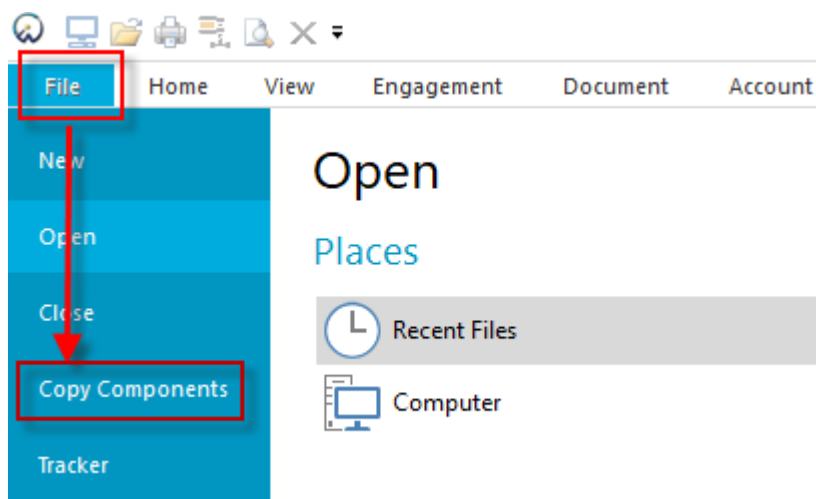 File Home View Engagement Document Account
New
Open
Close
Copy Components
Tracker
Open
Places
Recent Files
Computer